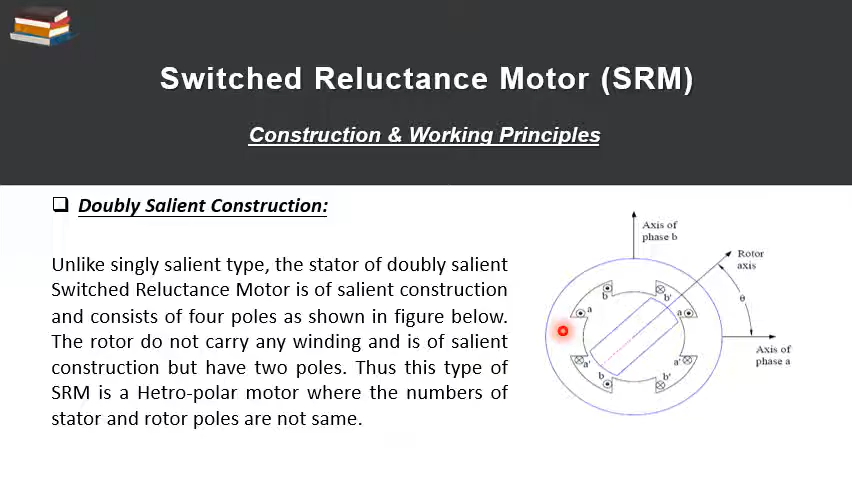 Switched Reluctance Motor (SRM)
Construction & Working Principles
❑ Doubly Salient Construction:
Unlike singly salient type, the stator of doubly salient
Switched Reluctance Motor is of salient construction
and consists of four poles as shown in figure below.
The rotor do not carry any winding and is of salient
construction but have two poles. Thus this type of
SRM is a Hetro-polar motor where the numbers of
stator and rotor poles are not same.
Axis of
phase b
Rotor
axis
b
b'
a
a
θ
Axis of
phase a
a'
a'
b
b'